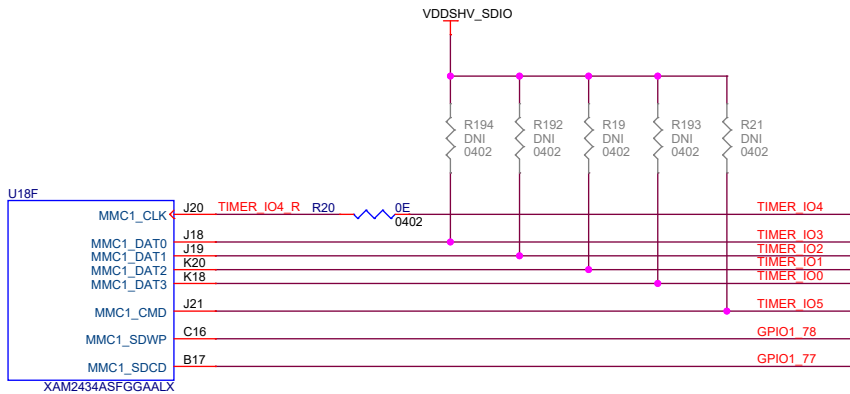 VDDSHV_SDIO
R194
DNI
0402
R192
DNI
0402
R19
DNI
0402
R193
DNI
0402
R21
DNI
0402
U18F
MMC1_CLK J20 TIMER_IO4_R R20 0E TIMER_IO4
0402
MMC1_DAT0 J18 TIMER_IO3
MMC1_DAT1 J19 TIMER_IO2
MMC1_DAT2 K20 TIMER_IO1
MMC1_DAT3 K18 TIMER_IO0
MMC1_CMD J21 TIMER_IO5
MMC1_SDWP C16 GPIO1_78
MMC1_SDCD B17 GPIO1_77
XAM2434ASFGGAALX